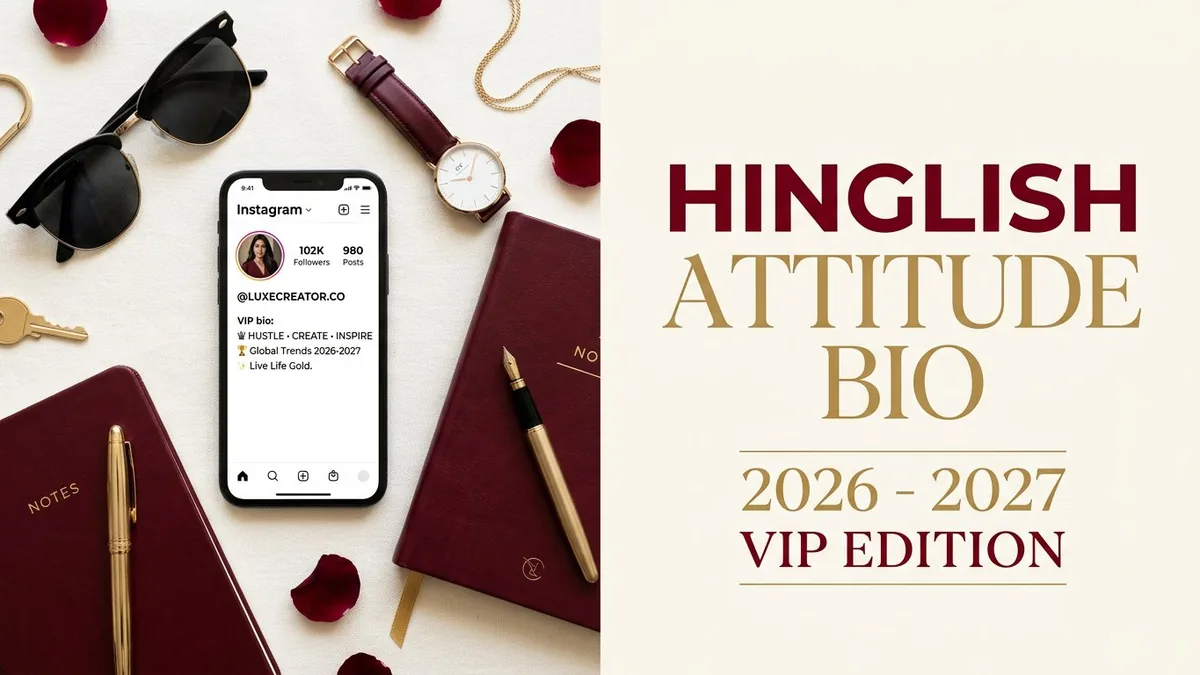 9:41
Instagram
102K 980
Followers Posts
@LUXECREATOR.CO
VIP bio:
♛ HUSTLE • CREATE • INSPIRE
🏆 Global Trends 2026-2027
✨ Live Life Gold.
NO
NOTES
HINGLISH
ATTITUDE
BIO
2026 - 2027
VIP EDITION